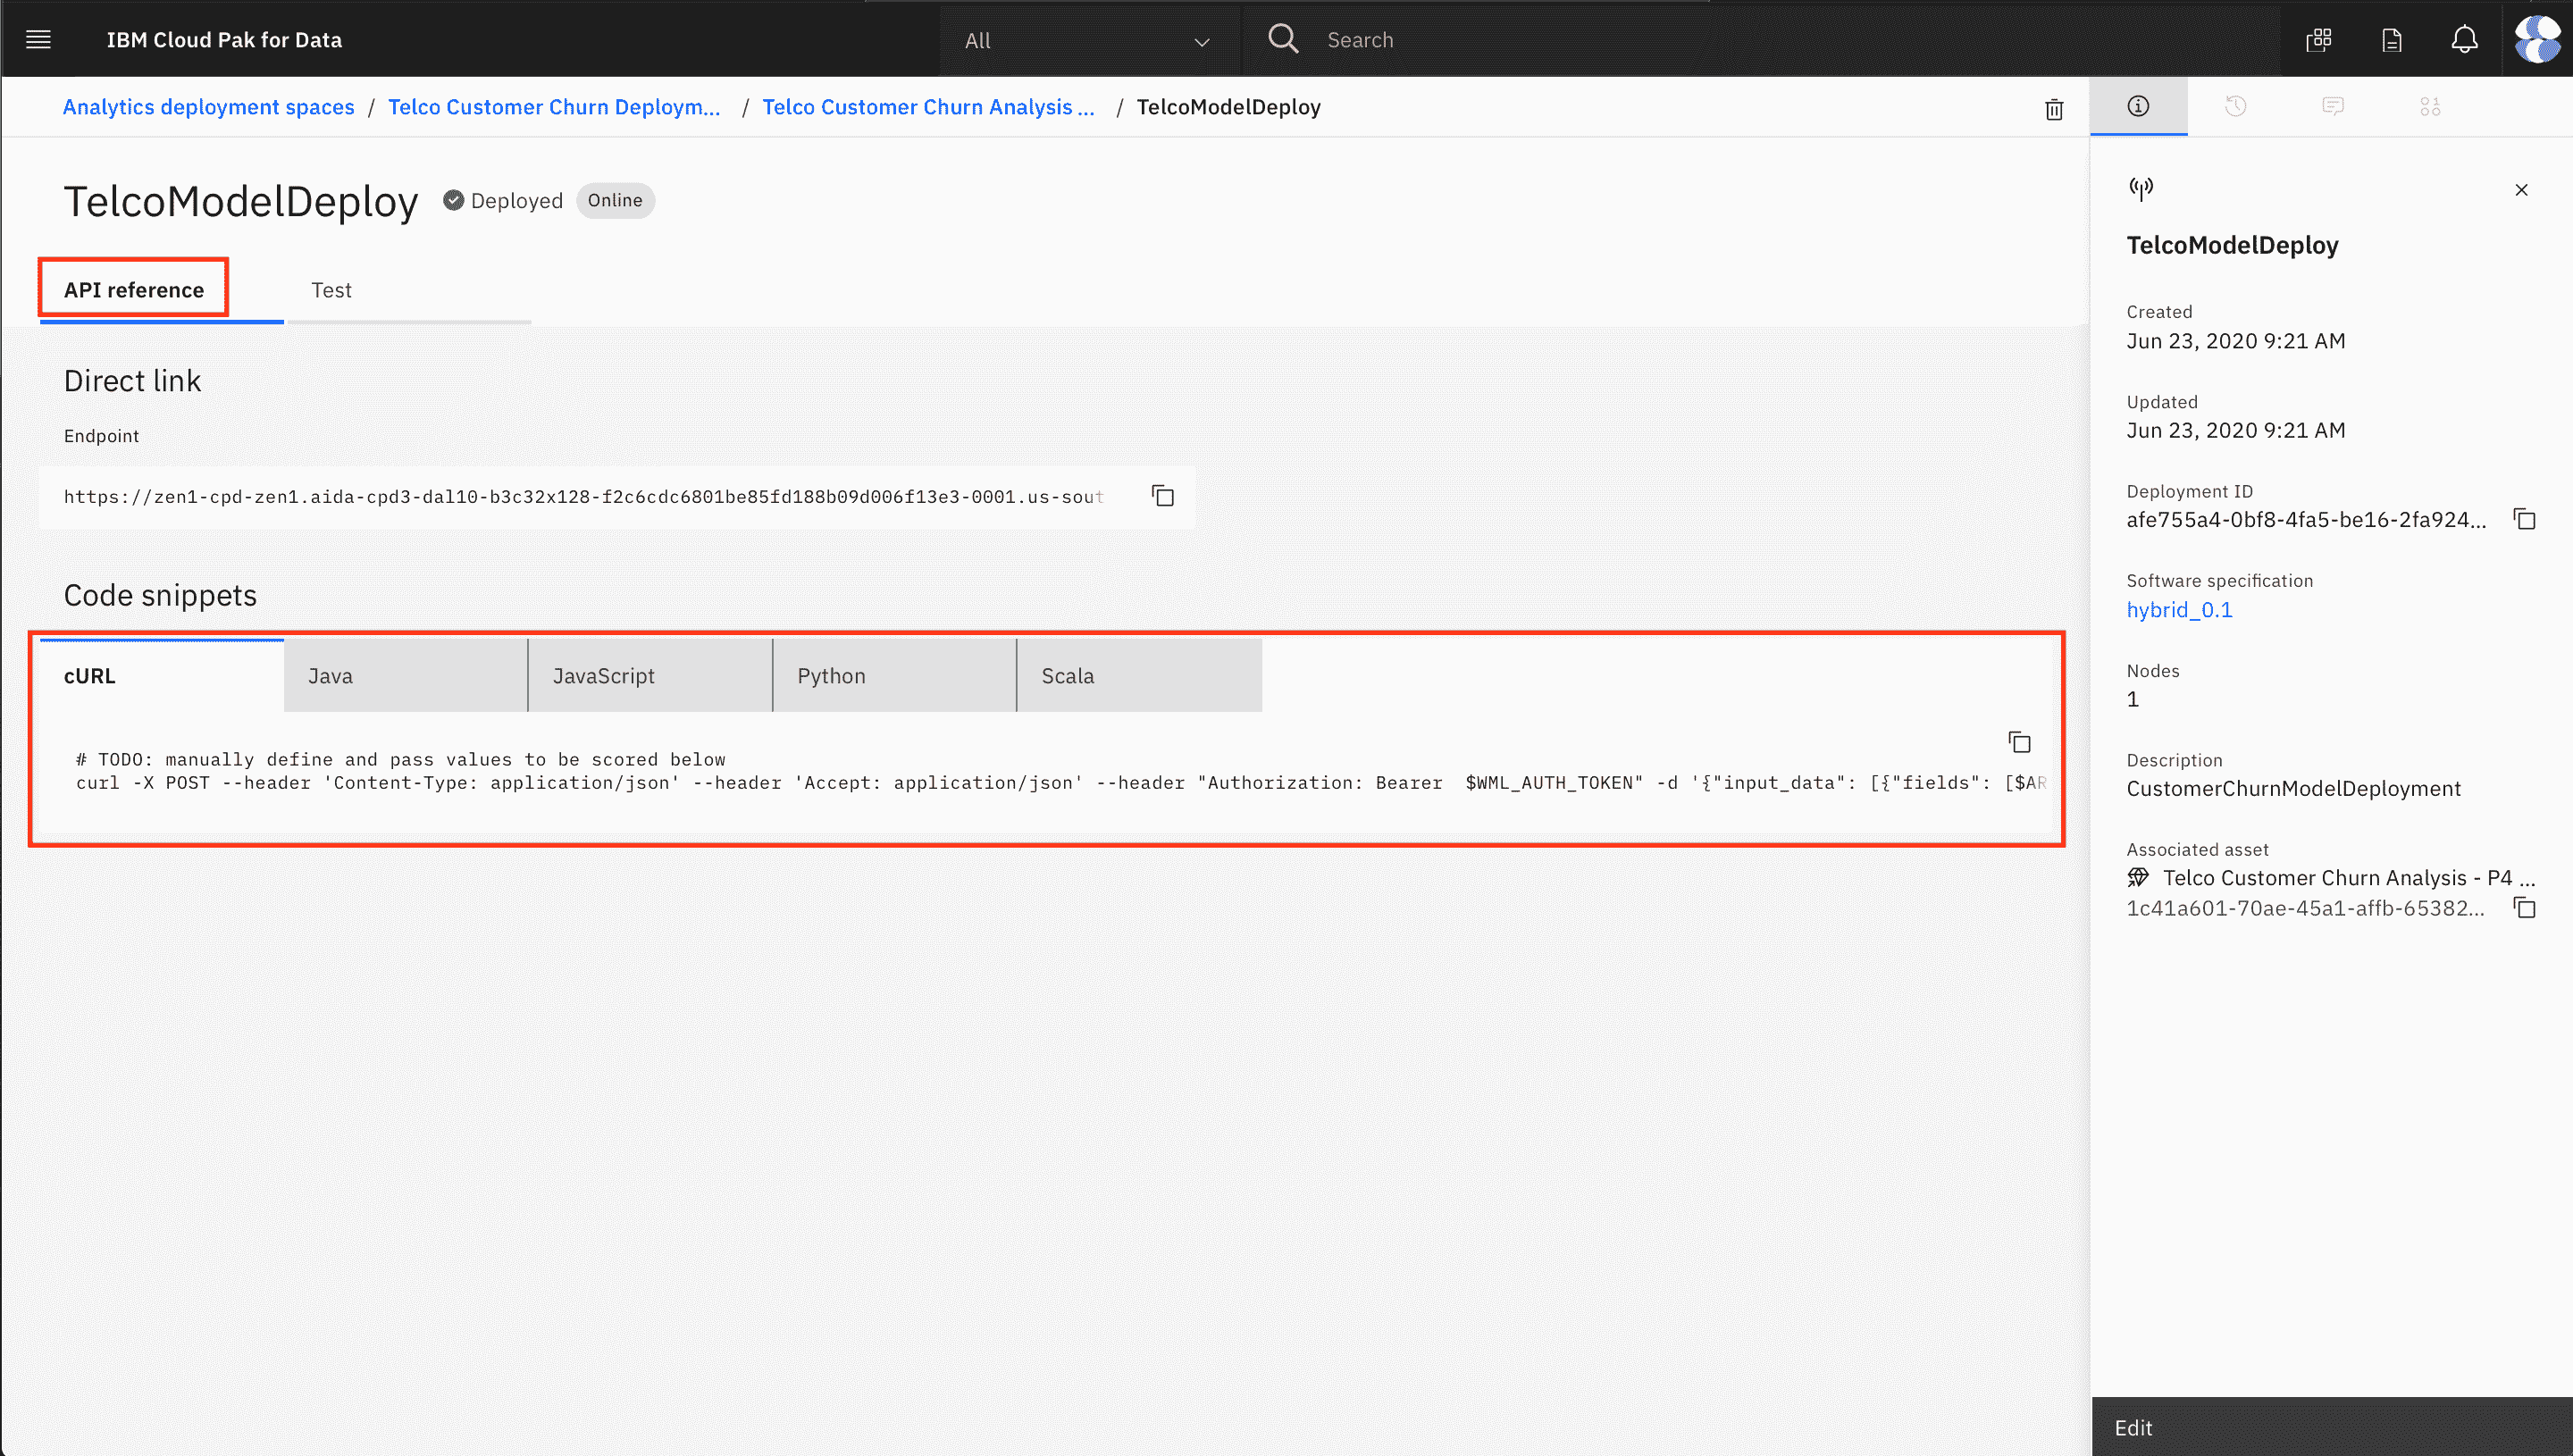 IBM Cloud Pak for Data
All
Search
Analytics deployment spaces / Telco Customer Churn Deploym... / Telco Customer Churn Analysis ... / TelcoModelDeploy
TelcoModelDeploy
Deployed
Online
API reference
Test
Direct link
Endpoint
https://zen1-cpd-zen1.aida-cpd3-dal10-b3c32x128-f2c6cdc6801be85fd188b09d006f13e3-0001.us-sout
Code snippets
cURL
Java
JavaScript
Python
Scala
# TODO: manually define and pass values to be scored below
curl -X POST --header 'Content-Type: application/json' --header 'Accept: application/json' --header "Authorization: Bearer  $WML_AUTH_TOKEN" -d '{"input_data": [{"fields": [$AR
TelcoModelDeploy
Created
Jun 23, 2020 9:21 AM
Updated
Jun 23, 2020 9:21 AM
Deployment ID
afe755a4-0bf8-4fa5-be16-2fa924...
Software specification
hybrid_0.1
Nodes
1
Description
CustomerChurnModelDeployment
Associated asset
Telco Customer Churn Analysis - P4 ...
1c41a601-70ae-45a1-affb-65382...
Edit